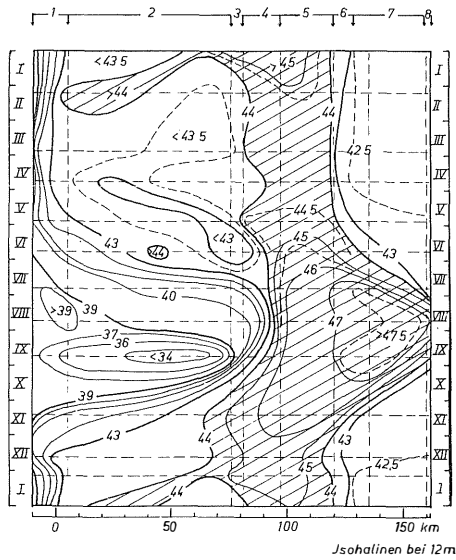 1 2 3 4 5 6 7 8
I I
II II
III III
IV IV
V V
VI VI
VII VII
VIII VIII
IX IX
X X
XI XI
XII XII
I I
<43 5
>45
>44
44
44
<43 5
42.5
44 5
<43
43
43
>44
45
46
40
39
>39
47
>47 5
37
36
<34
39
43
44
45
43
42,5
44
44
0 50 100 150 km
Jsohalinen bei 12m